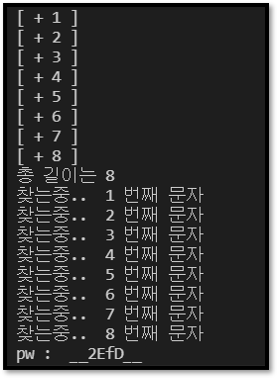 [ + 1 ]
[ + 2 ]
[ + 3 ]
[ + 4 ]
[ + 5 ]
[ + 6 ]
[ + 7 ]
[ + 8 ]
총 길이는 8
찾는중.. 1 번째 문자
찾는중.. 2 번째 문자
찾는중.. 3 번째 문자
찾는중.. 4 번째 문자
찾는중.. 5 번째 문자
찾는중.. 6 번째 문자
찾는중.. 7 번째 문자
찾는중.. 8 번째 문자
pw : __2EfD__